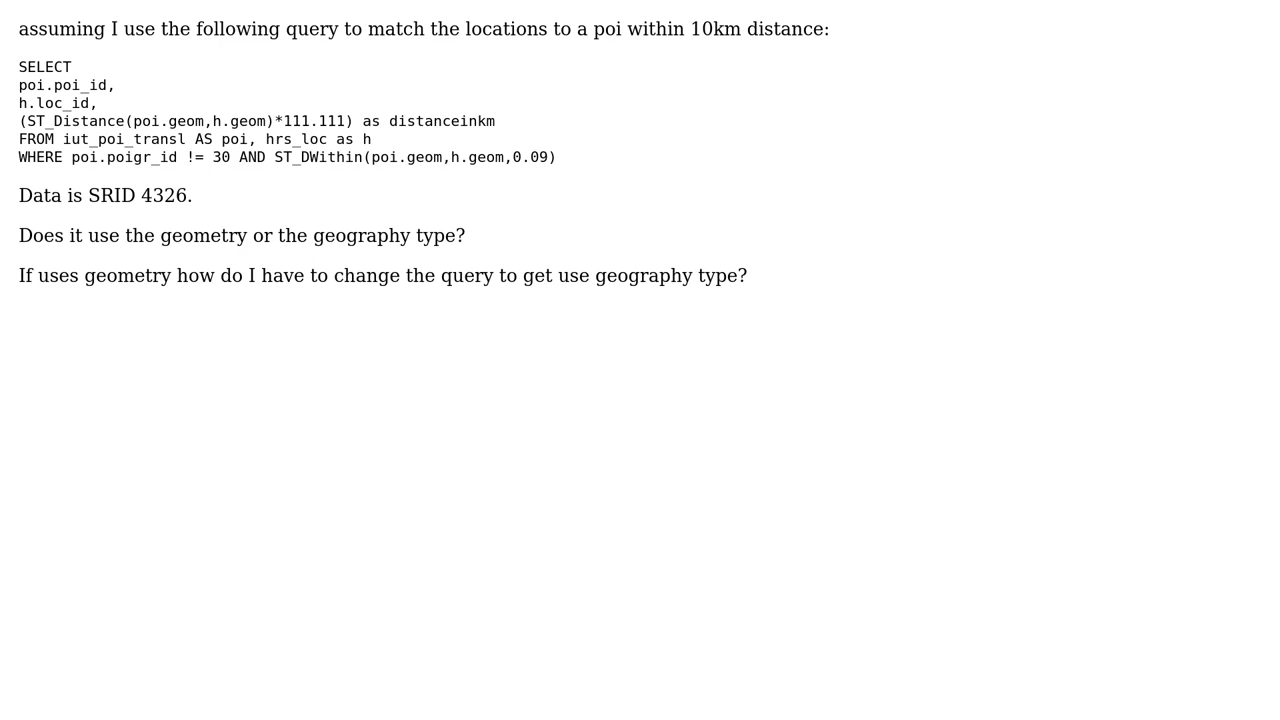 assuming I use the following query to match the locations to a poi within 10km distance:
SELECT
poi.poi_id,
h.loc_id,
(ST_Distance(poi.geom,h.geom)*111.111) as distanceinkm
FROM iut_poi_transl AS poi, hrs_loc as h
WHERE poi.poigr_id != 30 AND ST_DWithin(poi.geom,h.geom,0.09)
Data is SRID 4326.
Does it use the geometry or the geography type?
If uses geometry how do I have to change the query to get use geography type?